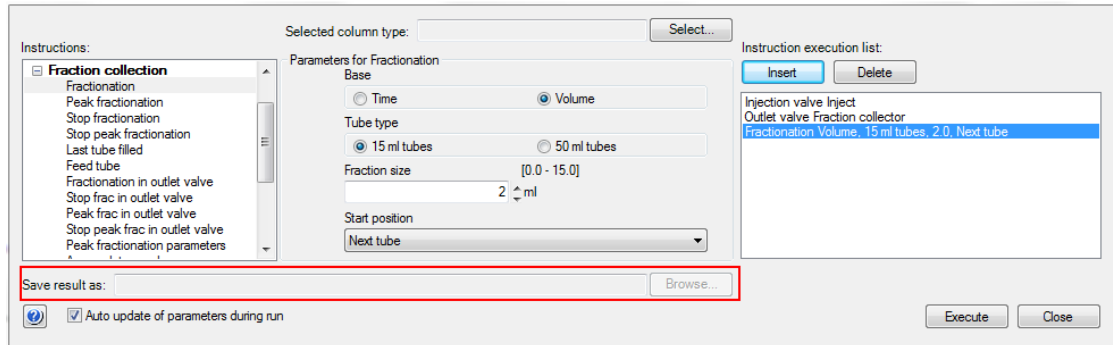 Selected column type: Select...
Instructions:
Fraction collection
Fractionation
Peak fractionation
Stop fractionation
Stop peak fractionation
Last tube filled
Feed tube
Fractionation in outlet valve
Stop frac in outlet valve
Peak frac in outlet valve
Stop peak frac in outlet valve
Peak fractionation parameters
Parameters for Fractionation
Base
Time Volume
Tube type
15 ml tubes 50 ml tubes
Fraction size [0.0 - 15.0]
2 ml
Start position
Next tube
Instruction execution list:
Insert Delete
Injection valve Inject
Outlet valve Fraction collector
Fractionation Volume, 15 ml tubes, 2.0, Next tube
Save result as: Browse...
Auto update of parameters during run
Execute Close